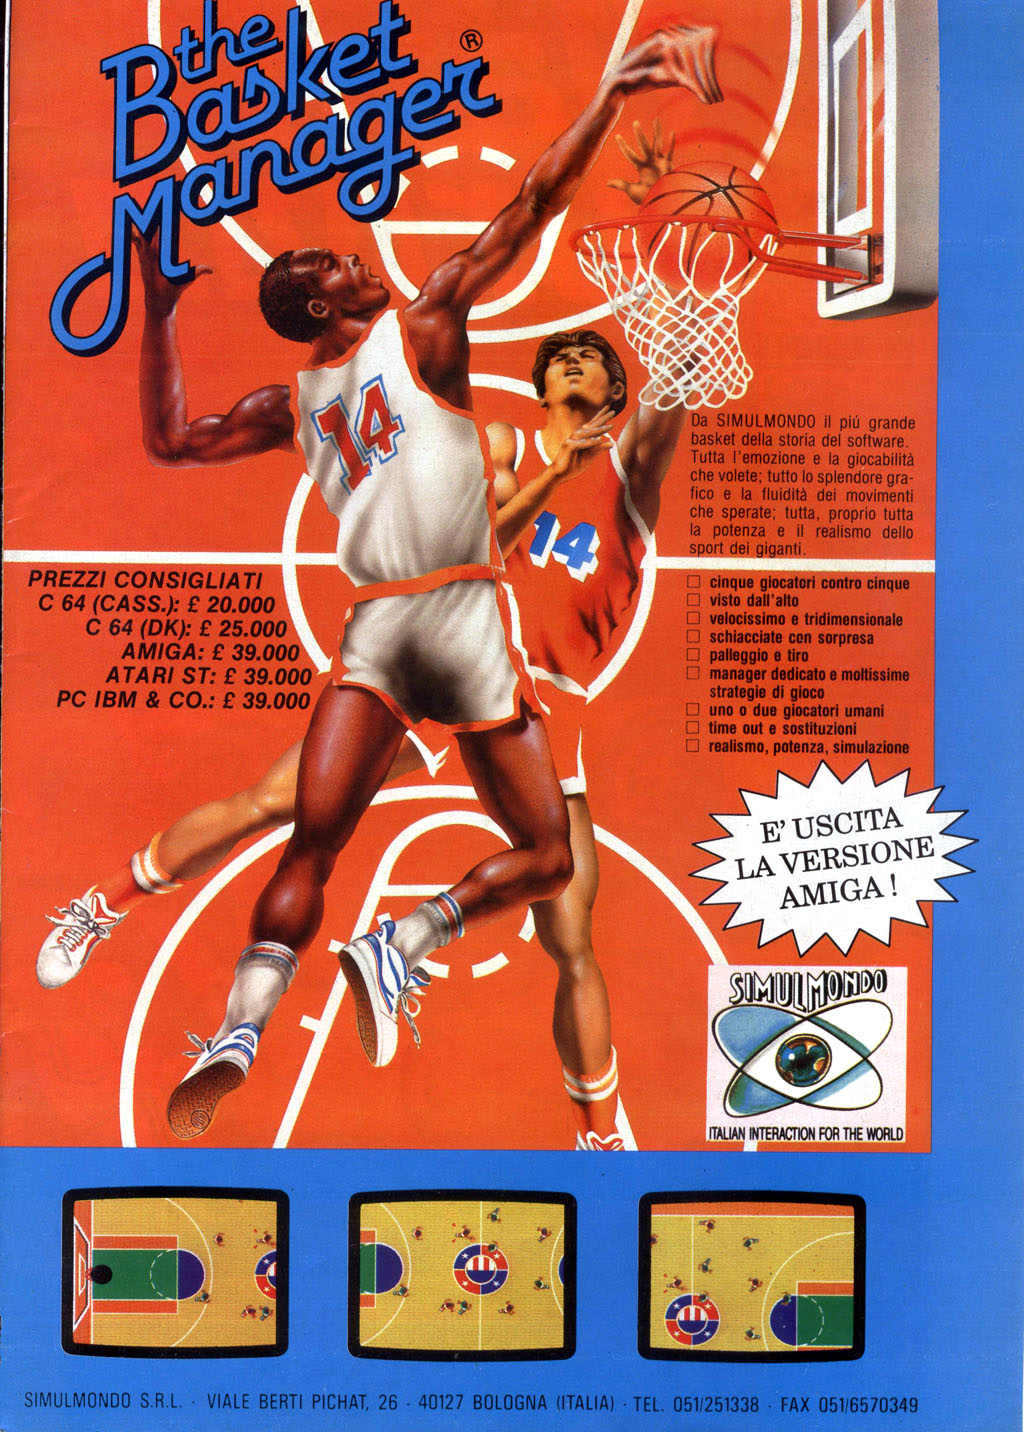 the
Basket
Manager ®
14
14
Da SIMULMONDO il piú grande
basket della storia del software.
Tutta l'emozione e la giocabilità
che volete; tutto lo splendore gra-
fico e la fluidità dei movimenti
che sperate; tutta, proprio tutta
la potenza e il realismo dello
sport dei giganti.
PREZZI CONSIGLIATI
C 64 (CASS.): £ 20.000
C 64 (DK): £ 25.000
AMIGA: £ 39.000
ATARI ST: £ 39.000
PC IBM & CO.: £ 39.000
□ cinque giocatori contro cinque
□ visto dall'alto
□ velocissimo e tridimensionale
□ schiacciate con sorpresa
□ palleggio e tiro
□ manager dedicato e moltissime
strategie di gioco
□ uno o due giocatori umani
□ time out e sostituzioni
□ realismo, potenza, simulazione
E' USCITA
LA VERSIONE
AMIGA!
SIMULMONDO
ITALIAN INTERACTION FOR THE WORLD
SIMULMONDO S.R.L. · VIALE BERTI PICHAT, 26 · 40127 BOLOGNA (ITALIA) · TEL. 051/251338 · FAX 051/6570349